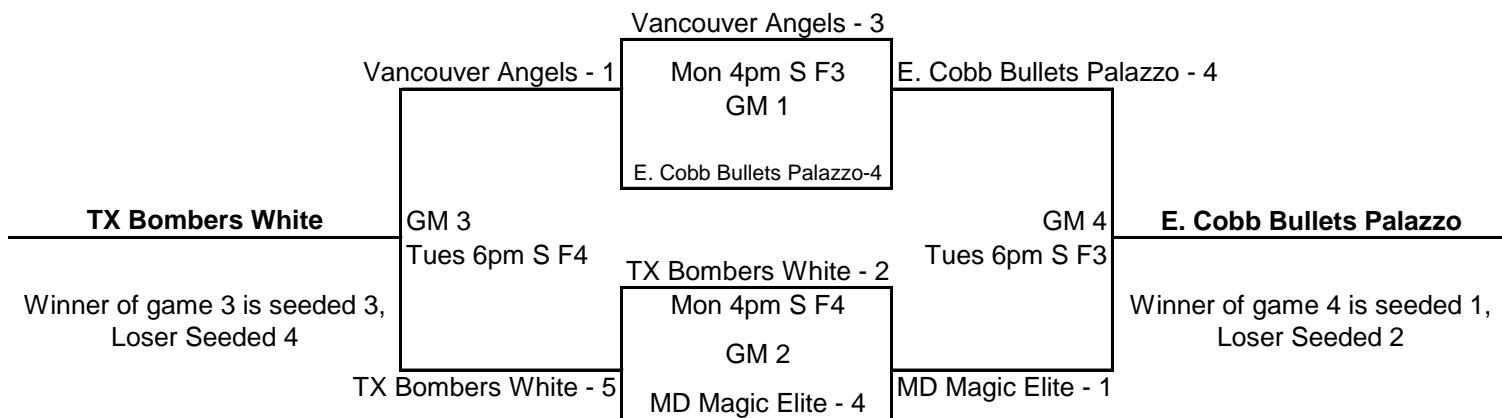 Vancouver Angels - 3
Vancouver Angels - 1
Mon 4pm S F3
E. Cobb Bullets Palazzo - 4
GM 1
E. Cobb Bullets Palazzo-4
TX Bombers White
GM 3
GM 4
E. Cobb Bullets Palazzo
Tues 6pm S F4
Tues 6pm S F3
TX Bombers White - 2
Winner of game 3 is seeded 3,
Loser Seeded 4
Mon 4pm S F4
Winner of game 4 is seeded 1,
Loser Seeded 2
GM 2
TX Bombers White - 5
MD Magic Elite - 4
MD Magic Elite - 1